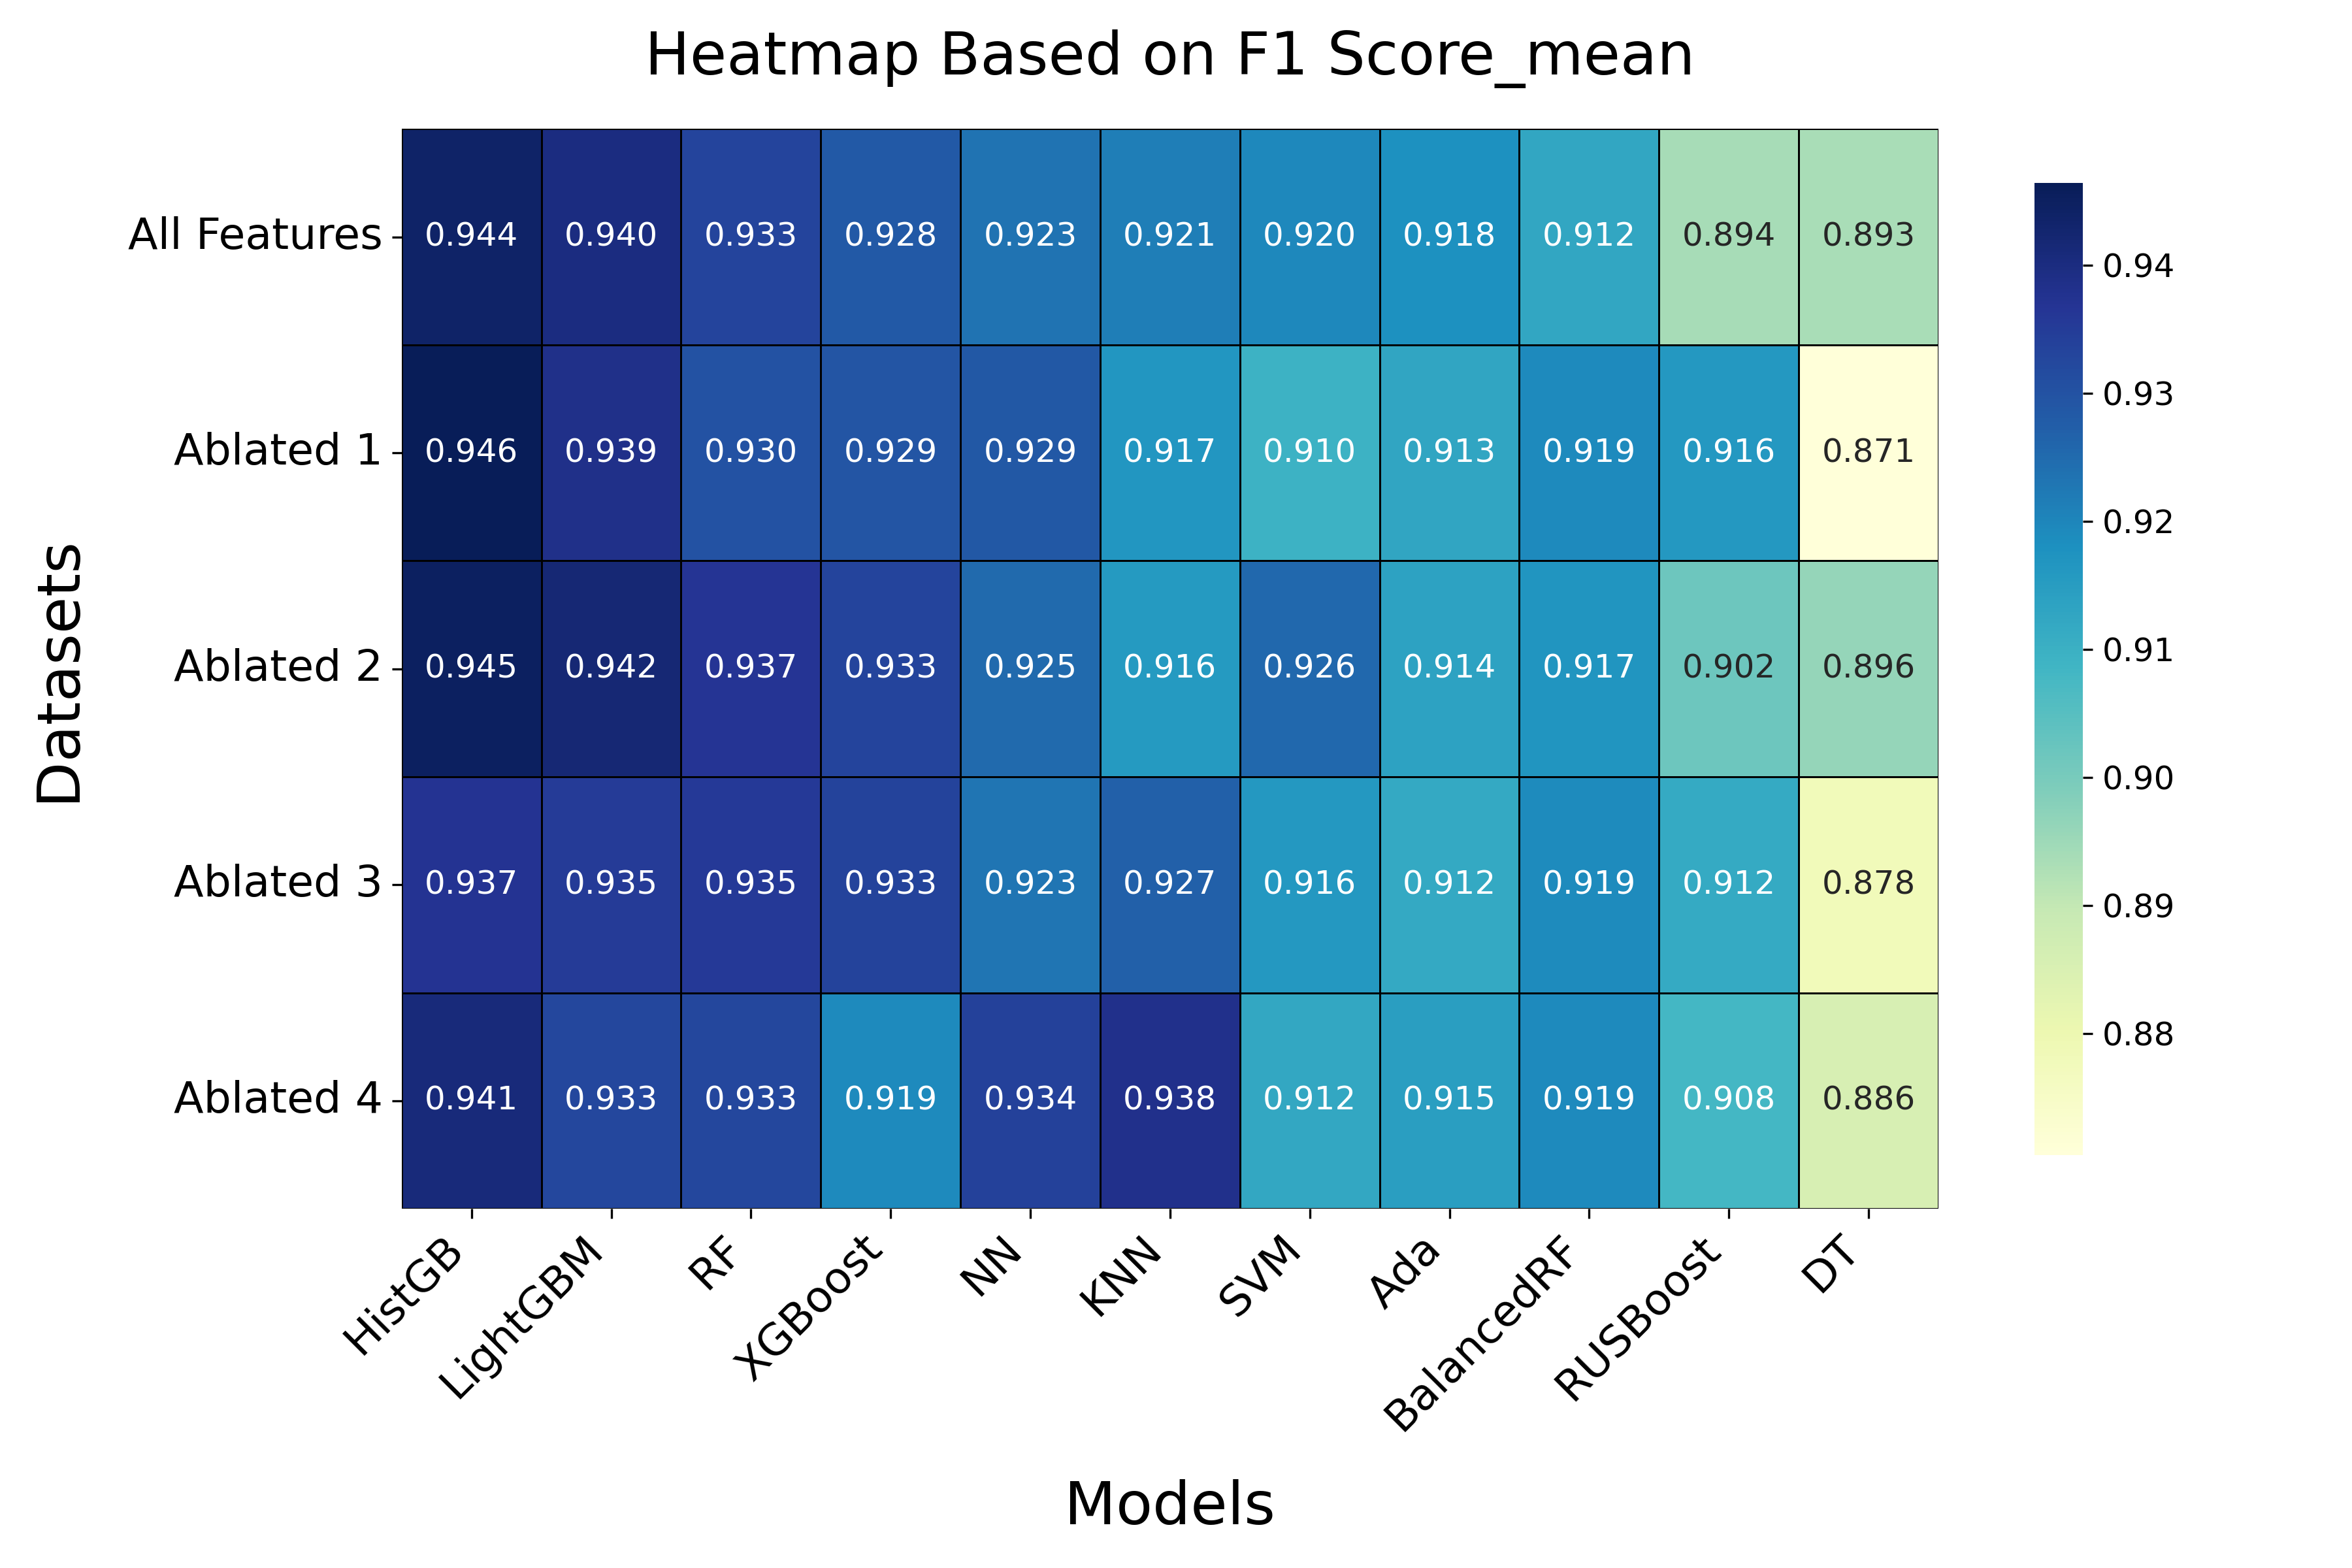 Heatmap Based on F1 Score_mean
Datasets
All Features 0.944 0.940 0.933 0.928 0.923 0.921 0.920 0.918 0.912 0.894 0.893
Ablated 1 0.946 0.939 0.930 0.929 0.929 0.917 0.910 0.913 0.919 0.916 0.871
Ablated 2 0.945 0.942 0.937 0.933 0.925 0.916 0.926 0.914 0.917 0.902 0.896
Ablated 3 0.937 0.935 0.935 0.933 0.923 0.927 0.916 0.912 0.919 0.912 0.878
Ablated 4 0.941 0.933 0.933 0.919 0.934 0.938 0.912 0.915 0.919 0.908 0.886
HistGB LightGBM RF XGBoost NN KNN SVM Ada BalancedRF RUSBoost DT
Models
0.94
0.93
0.92
0.91
0.90
0.89
0.88